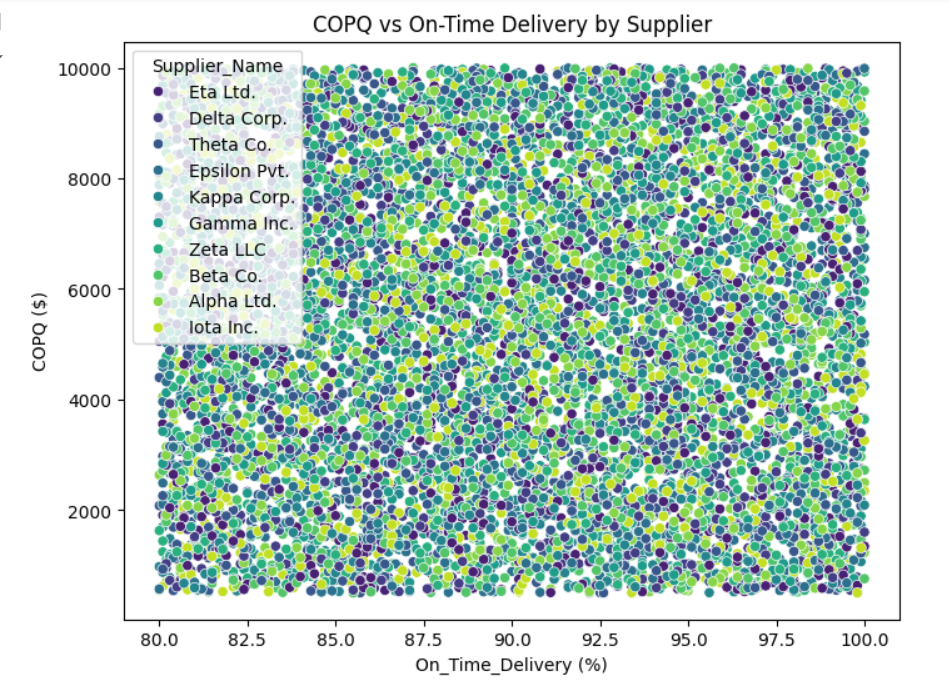 COPQ vs On-Time Delivery by Supplier
Supplier_Name
Eta Ltd.
Delta Corp.
Theta Co.
Epsilon Pvt.
Kappa Corp.
Gamma Inc.
Zeta LLC
Beta Co.
Alpha Ltd.
Iota Inc.
10000
8000
6000
4000
2000
COPQ ($)
80.0 82.5 85.0 87.5 90.0 92.5 95.0 97.5 100.0
On_Time_Delivery (%)